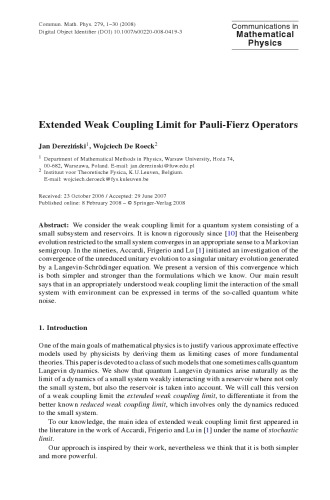 Commun. Math. Phys. 279, 1–30 (2008)
Digital Object Identifier (DOI) 10.1007/s00220-008-0419-3
Communications in
Mathematical
Physics
Extended Weak Coupling Limit for Pauli-Fierz Operators
Jan Dereziński1, Wojciech De Roeck2
1 Department of Mathematical Methods in Physics, Warsaw University, Hoża 74,
00-682, Warszawa, Poland. E-mail: jan.derezinski@fuw.edu.pl
2 Instituut voor Theoretische Fysica, K.U.Leuven, Belgium.
E-mail: wojciech.deroeck@fys.kuleuven.be
Received: 23 October 2006 / Accepted: 29 June 2007
Published online: 8 February 2008 – © Springer-Verlag 2008
Abstract: We consider the weak coupling limit for a quantum system consisting of a
small subsystem and reservoirs. It is known rigorously since [10] that the Heisenberg
evolution restricted to the small system converges in an appropriate sense to a Markovian
semigroup. In the nineties, Accardi, Frigerio and Lu [1] initiated an investigation of the
convergence of the unreduced unitary evolution to a singular unitary evolution generated
by a Langevin-Schrödinger equation. We present a version of this convergence which
is both simpler and stronger than the formulations which we know. Our main result
says that in an appropriately understood weak coupling limit the interaction of the small
system with environment can be expressed in terms of the so-called quantum white
noise.
1. Introduction
One of the main goals of mathematical physics is to justify various approximate effective
models used by physicists by deriving them as limiting cases of more fundamental
theories. This paper is devoted to a class of such models that one sometimes calls quantum
Langevin dynamics. We show that quantum Langevin dynamics arise naturally as the
limit of a dynamics of a small system weakly interacting with a reservoir where not only
the small system, but also the reservoir is taken into account. We will call this version
of a weak coupling limit the extended weak coupling limit, to differentiate it from the
better known reduced weak coupling limit, which involves only the dynamics reduced
to the small system.
To our knowledge, the main idea of extended weak coupling limit first appeared in
the literature in the work of Accardi, Frigerio and Lu in [1] under the name of stochastic
limit.
Our approach is inspired by their work, nevertheless we think that it is both simpler
and more powerful.